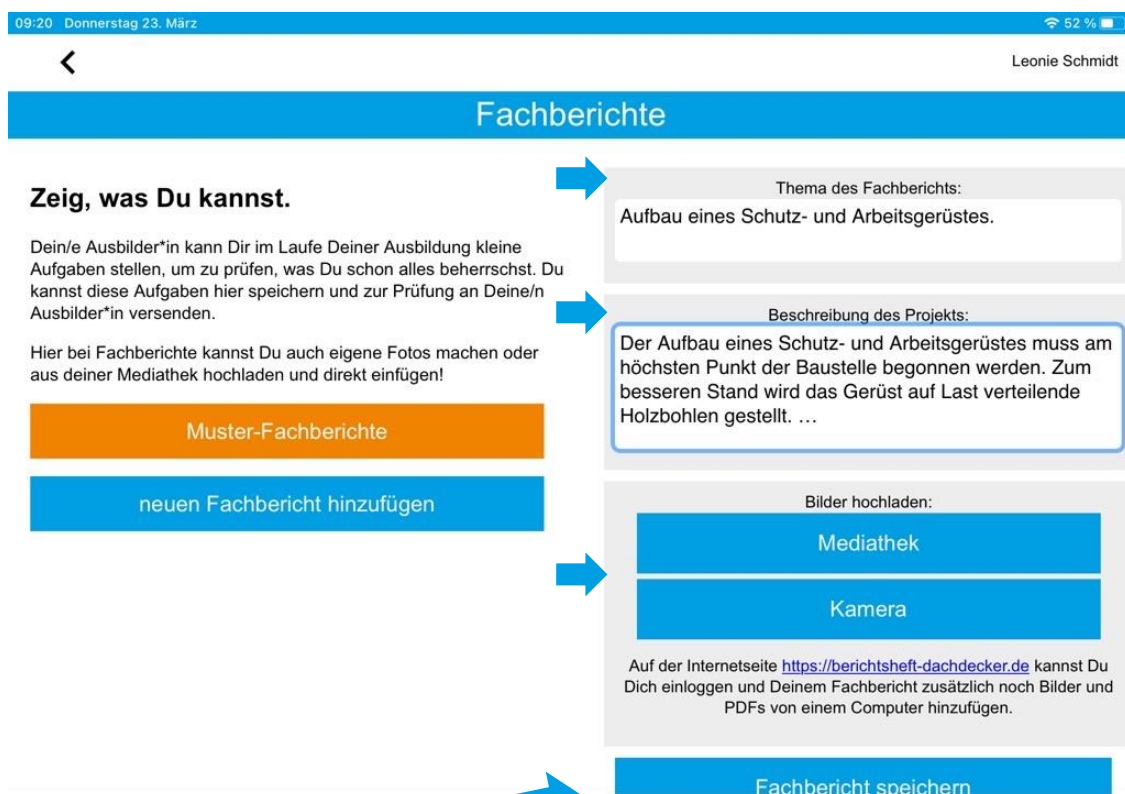 09:20 Donnerstag 23. März
52 %
Leonie Schmidt
Fachberichte
Zeig, was Du kannst.
Dein/e Ausbilder*in kann Dir im Laufe Deiner Ausbildung kleine
Aufgaben stellen, um zu prüfen, was Du schon alles beherrschst. Du
kannst diese Aufgaben hier speichern und zur Prüfung an Deine/n
Ausbilder*in versenden.
Hier bei Fachberichte kannst Du auch eigene Fotos machen oder
aus deiner Mediathek hochladen und direkt einfügen!
Muster-Fachberichte
neuen Fachbericht hinzufügen
Thema des Fachberichts:
Aufbau eines Schutz- und Arbeitsgerüstes.
Beschreibung des Projekts:
Der Aufbau eines Schutz- und Arbeitsgerüstes muss am
höchsten Punkt der Baustelle begonnen werden. Zum
besseren Stand wird das Gerüst auf Last verteilende
Holzbohlen gestellt. …
Bilder hochladen:
Mediathek
Kamera
Auf der Internetseite https://berichtsheft-dachdecker.de kannst Du
Dich einloggen und Deinem Fachbericht zusätzlich noch Bilder und
PDFs von einem Computer hinzufügen.
Fachbericht speichern